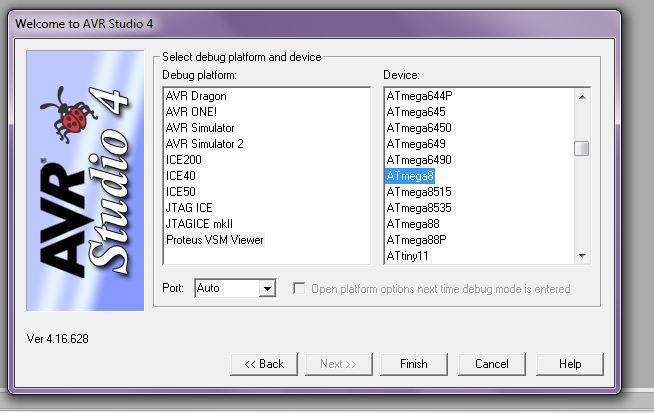 Welcome to AVR Studio 4
AVR® Studio 4
Select debug platform and device
Debug platform:
AVR Dragon
AVR ONE!
AVR Simulator
AVR Simulator 2
ICE200
ICE40
ICE50
JTAG ICE
JTAGICE mkII
Proteus VSM Viewer
Device:
ATmega644P
ATmega645
ATmega6450
ATmega649
ATmega6490
ATmega8
ATmega8515
ATmega8535
ATmega88
ATmega88P
ATtiny11
Port: Auto
Open platform options next time debug mode is entered
Ver 4.16.628
<< Back Next >> Finish Cancel Help